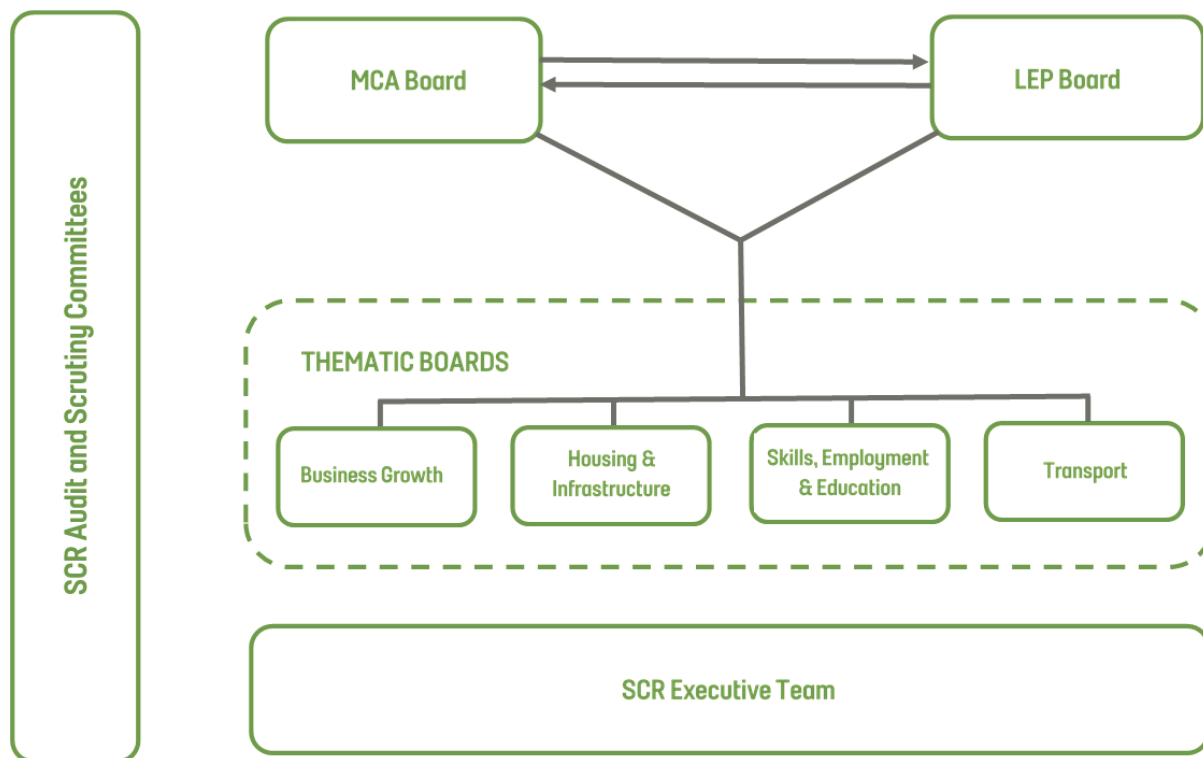 SCR Audit and Scrutiny Committees
MCA Board
LEP Board
THEMATIC BOARDS
Business Growth
Housing &
Infrastructure
Skills, Employment
& Education
Transport
SCR Executive Team